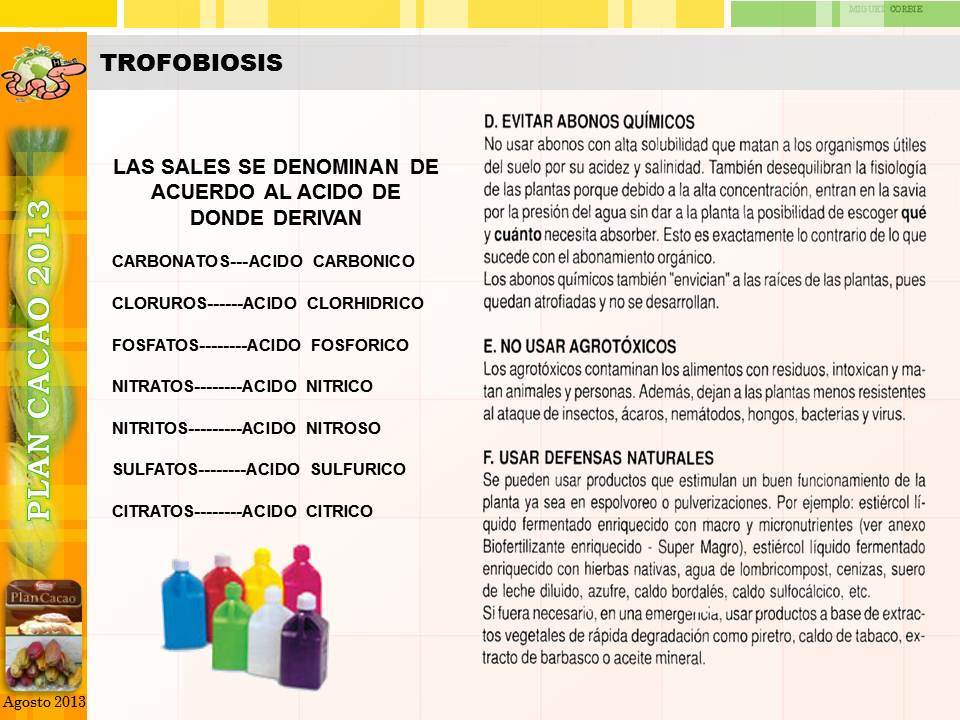 MIGUEL CORBIE
TROFOBIOSIS
PLAN CACAO 2013
LAS SALES SE DENOMINAN DE
ACUERDO AL ACIDO DE
DONDE DERIVAN
CARBONATOS---ACIDO CARBONICO
CLORUROS------ACIDO CLORHIDRICO
FOSFATOS--------ACIDO FOSFORICO
NITRATOS--------ACIDO NITRICO
NITRITOS---------ACIDO NITROSO
SULFATOS--------ACIDO SULFURICO
CITRATOS--------ACIDO CITRICO
D. EVITAR ABONOS QUÍMICOS
No usar abonos con alta solubilidad que matan a los organismos útiles
del suelo por su acidez y salinidad. También desequilibran la fisiología
de las plantas porque debido a la alta concentración, entran en la savia
por la presión del agua sin dar a la planta la posibilidad de escoger qué
y cuánto necesita absorber. Esto es exactamente lo contrario de lo que
sucede con el abonamiento orgánico.
Los abonos químicos también "envician" a las raíces de las plantas, pues
quedan atrofiadas y no se desarrollan.
E. NO USAR AGROTÓXICOS
Los agrotóxicos contaminan los alimentos con residuos, intoxican y ma-
tan animales y personas. Además, dejan a las plantas menos resistentes
al ataque de insectos, ácaros, nemátodos, hongos, bacterias y virus.
F. USAR DEFENSAS NATURALES
Se pueden usar productos que estimulan un buen funcionamiento de la
planta ya sea en espolvoreo o pulverizaciones. Por ejemplo: estiércol lí-
quido fermentado enriquecido con macro y micronutrientes (ver anexo
Biofertilizante enriquecido - Super Magro), estiércol líquido fermentado
enriquecido con hierbas nativas, agua de lombricompost, cenizas, suero
de leche diluido, azufre, caldo bordalés, caldo sulfocálcico, etc.
Si fuera necesario, en una emergencia, usar productos a base de extrac-
tos vegetales de rápida degradación como piretro, caldo de tabaco, ex-
tracto de barbasco o aceite mineral.
Plan Cacao
Agosto 2013